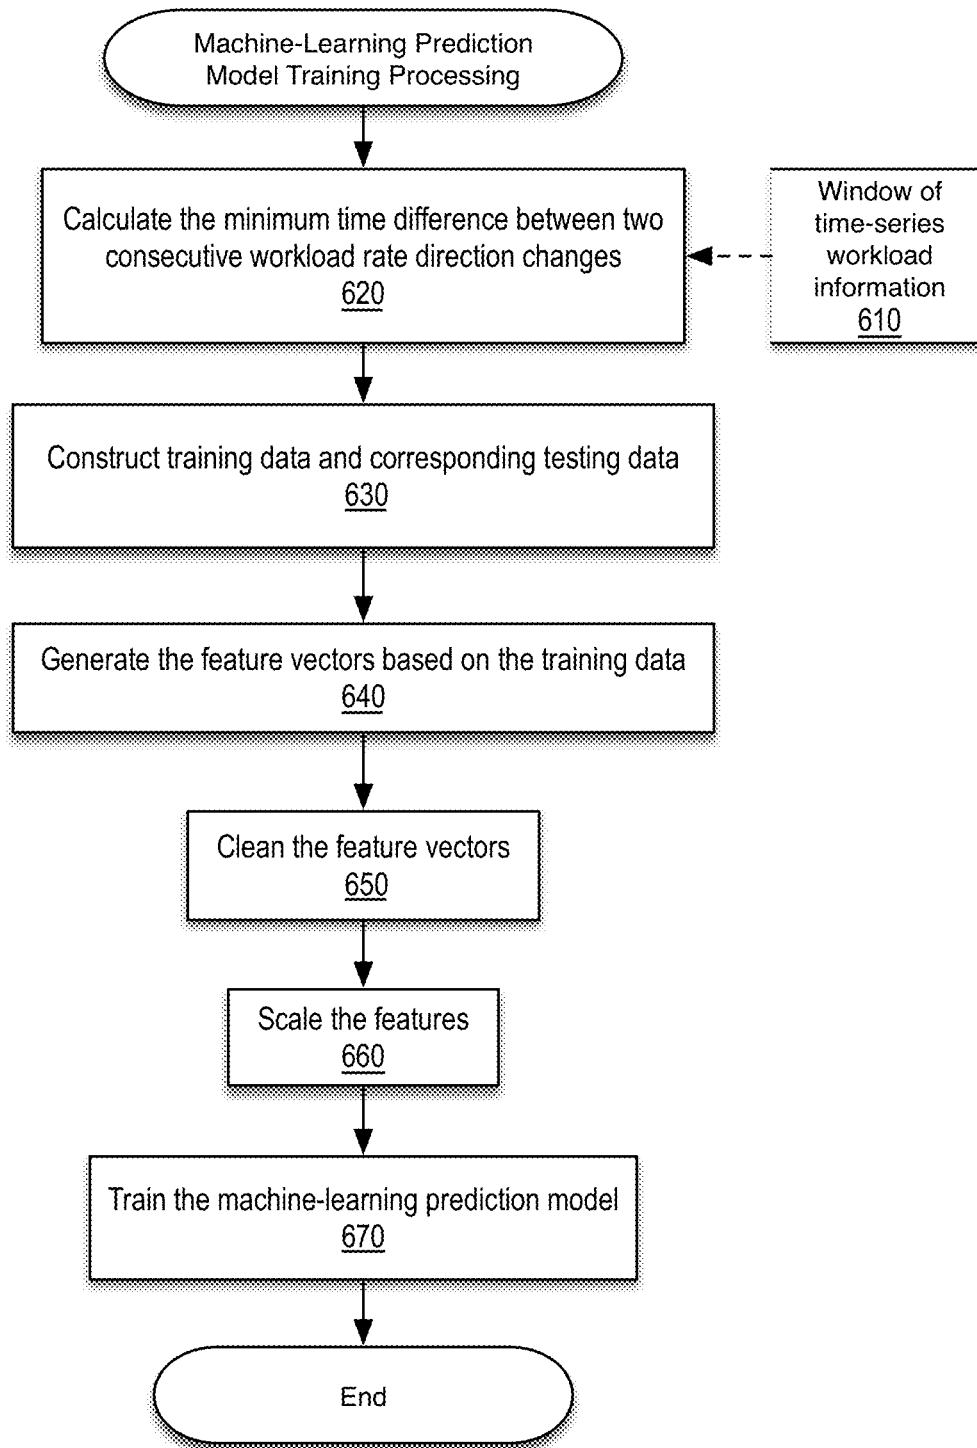 Machine-Learning Prediction
Model Training Processing
Calculate the minimum time difference between two
consecutive workload rate direction changes
620
Window of
time-series
workload
information
610
Construct training data and corresponding testing data
630
Generate the feature vectors based on the training data
640
Clean the feature vectors
650
Scale the features
660
Train the machine-learning prediction model
670
End